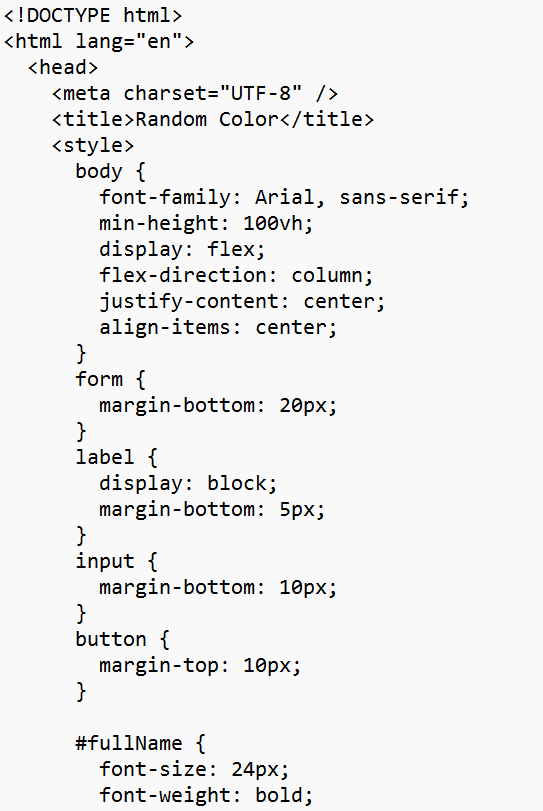 <!DOCTYPE html>
<html lang="en">
  <head>
    <meta charset="UTF-8" />
    <title>Random Color</title>
    <style>
      body {
        font-family: Arial, sans-serif;
        min-height: 100vh;
        display: flex;
        flex-direction: column;
        justify-content: center;
        align-items: center;
      }
      form {
        margin-bottom: 20px;
      }
      label {
        display: block;
        margin-bottom: 5px;
      }
      input {
        margin-bottom: 10px;
      }
      button {
        margin-top: 10px;
      }

      #fullName {
        font-size: 24px;
        font-weight: bold;